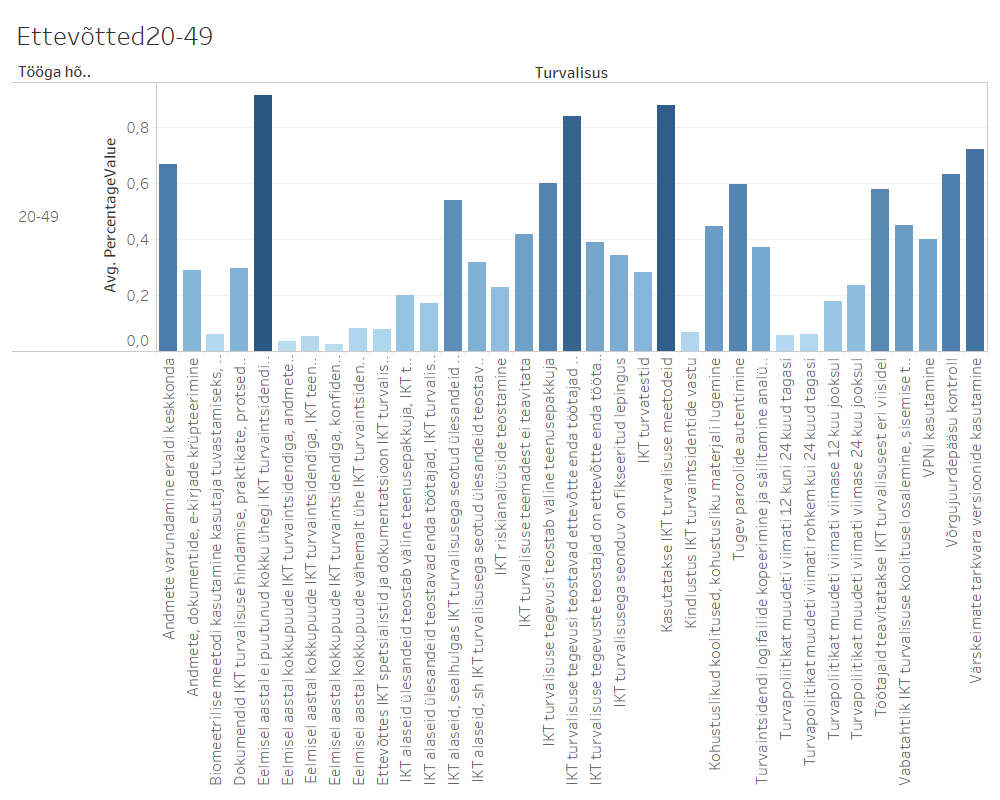 Ettevõtted20-49
Tööga hõ..
Turvalisus
20-49
Avg. PercentageValue
0,8
0,6
0,4
0,2
0,0
Andmete varundamine eraldi keskkonda
Andmete, dokumentide, e-kirjade krüpteerimine
Biomeetrilise meetodi kasutamine kasutaja tuvastamiseks, ..
Dokumendid IKT turvalisuse hindamise, praktikate, protsed..
Eelmisel aastal ei puutunud kokku ühegi IKT turvaintsidendi..
Eelmisel aastal kokkupuude IKT turvaintsidendiga, andmete..
Eelmisel aastal kokkupuude IKT turvaintsidendiga, IKT teen..
Eelmisel aastal kokkupuude IKT turvaintsidendiga, konfiden..
Eelmisel aastal kokkupuude vähemalt ühe IKT turvaintsiden..
Ettevõttes IKT spetsialistid ja dokumentatsioon IKT turvalis..
IKT alaseid ülesandeid teostab väline teenusepakkuja, IKT t..
IKT alaseid ülesandeid teostavad enda töötajad, IKT turvalis..
IKT alaseid, sealhulgas IKT turvalisusega seotud ülesandeid ..
IKT alaseid, sh IKT turvalisusega seotud ülesandeid teostav..
IKT riskianalüüside teostamine
IKT turvalisuse teemadest ei teavitata
IKT turvalisuse tegevusi teostab väline teenusepakkuja
IKT turvalisuse tegevusi teostavad ettevõtte enda töötajad ..
IKT turvalisuse tegevuste teostajad on ettevõtte enda tööta..
IKT turvalisusega seonduv on fikseeritud lepingus
IKT turvatestid
Kasutatakse IKT turvalisuse meetodeid
Kindlustus IKT turvaintsidentide vastu
Kohustuslikud koolitused, kohustusliku materjali lugemine
Tugev paroolide autentimine
Turvaintsidendi logifailide kopeerimine ja säilitamine analü..
Turvapoliitikat muudeti viimati 12 kuni 24 kuud tagasi
Turvapoliitikat muudeti viimati rohkem kui 24 kuud tagasi
Turvapoliitikat muudeti viimati viimase 12 kuu jooksul
Turvapoliitikat muudeti viimati viimase 24 kuu jooksul
Töötajaid teavitatakse IKT turvalisusest eri viisidel
Vabatahtlik IKT turvalisuse koolitusel osalemine, sisemiset..
VPNi kasutamine
Võrgujuurdepääsu kontroll
Värskeimate tarkvara versioonide kasutamine